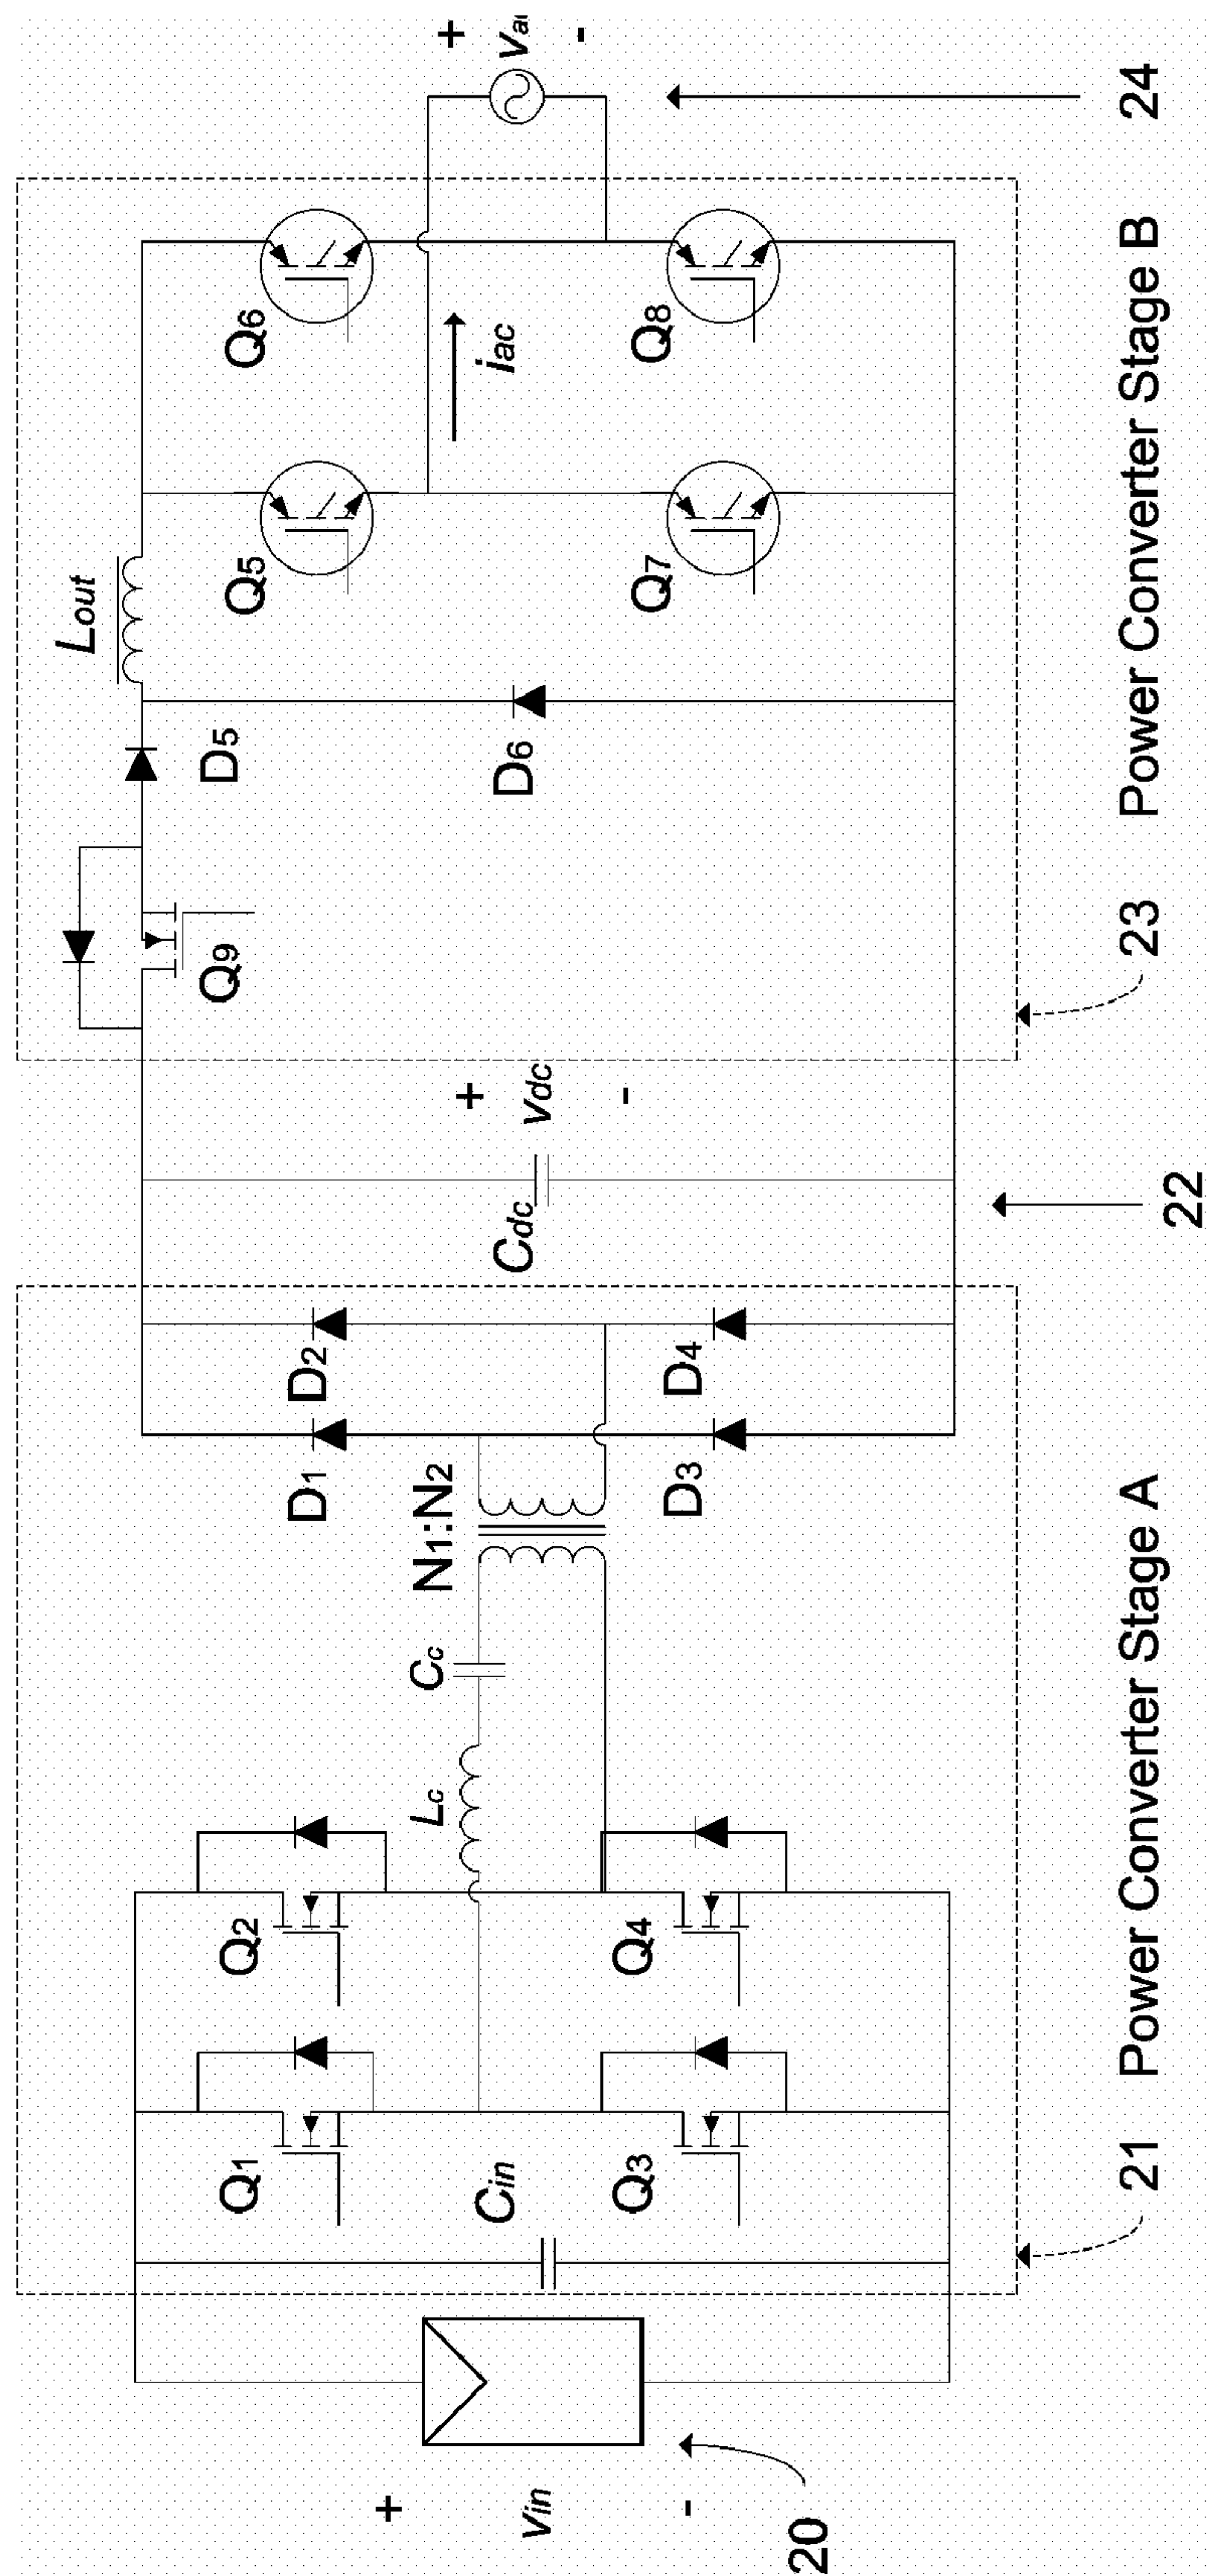 +
Vin
-
20
Cin
Q1
Q2
Q3
Q4
Lc
Cc
N1:N2
D1
D2
D3
D4
21 Power Converter Stage A
Cdc
+
Vdc
-
22
Q9
D5
D6
Lout
Q5
Q6
Q7
Q8
iac
23 Power Converter Stage B
+
-
24